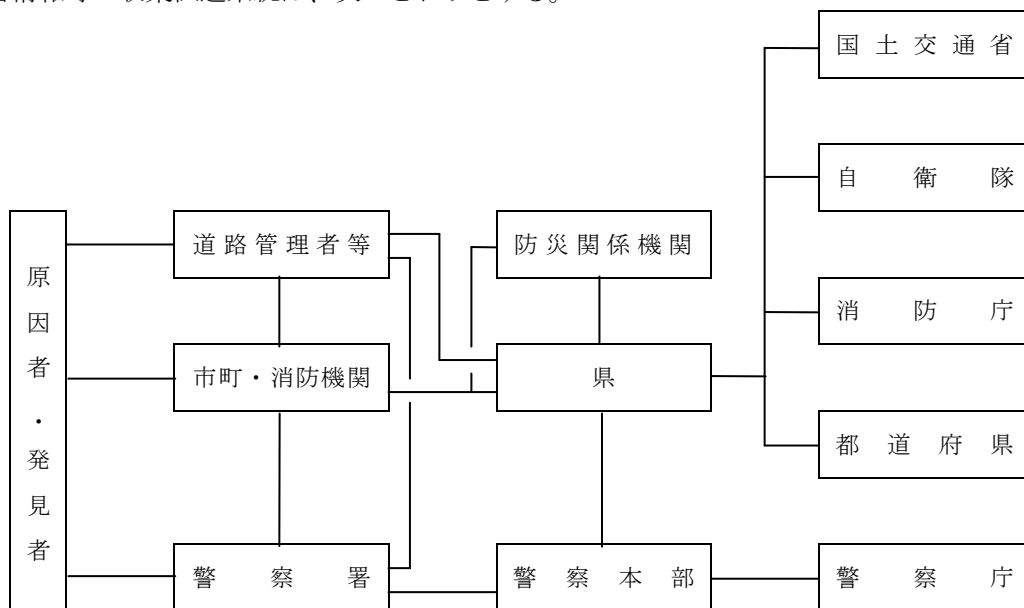 国土交通省
自衛隊
道路管理者等
防災関係機関
原因者・発見者
消防庁
市町・消防機関
県
都道府県
警察署
警察本部
警察庁